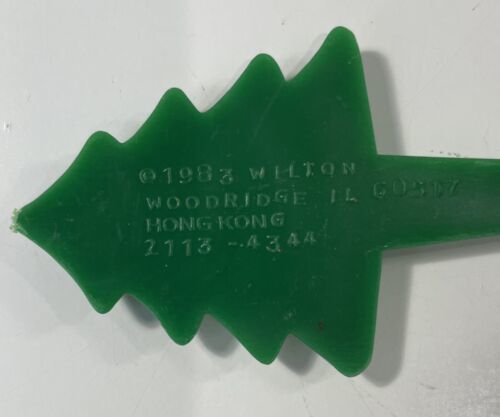 ©1983 WILTON
WOODRIDGE IL 60517
HONG KONG
2113-4344